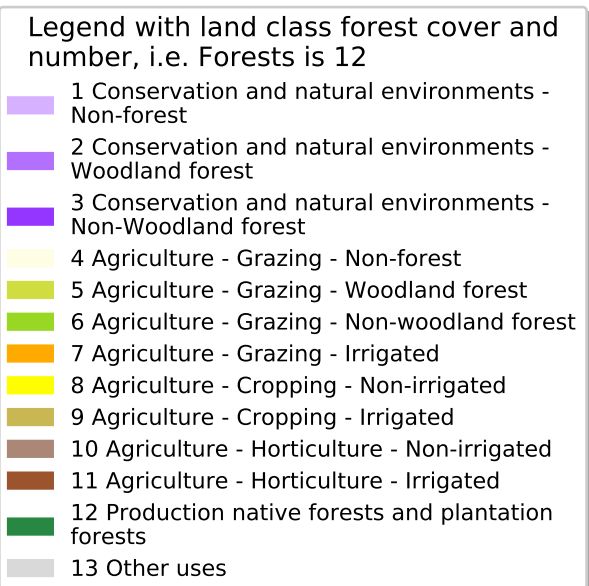 Legend with land class forest cover and
number, i.e. Forests is 12
1 Conservation and natural environments -
Non-forest
2 Conservation and natural environments -
Woodland forest
3 Conservation and natural environments -
Non-Woodland forest
4 Agriculture - Grazing - Non-forest
5 Agriculture - Grazing - Woodland forest
6 Agriculture - Grazing - Non-woodland forest
7 Agriculture - Grazing - Irrigated
8 Agriculture - Cropping - Non-irrigated
9 Agriculture - Cropping - Irrigated
10 Agriculture - Horticulture - Non-irrigated
11 Agriculture - Horticulture - Irrigated
12 Production native forests and plantation
forests
13 Other uses